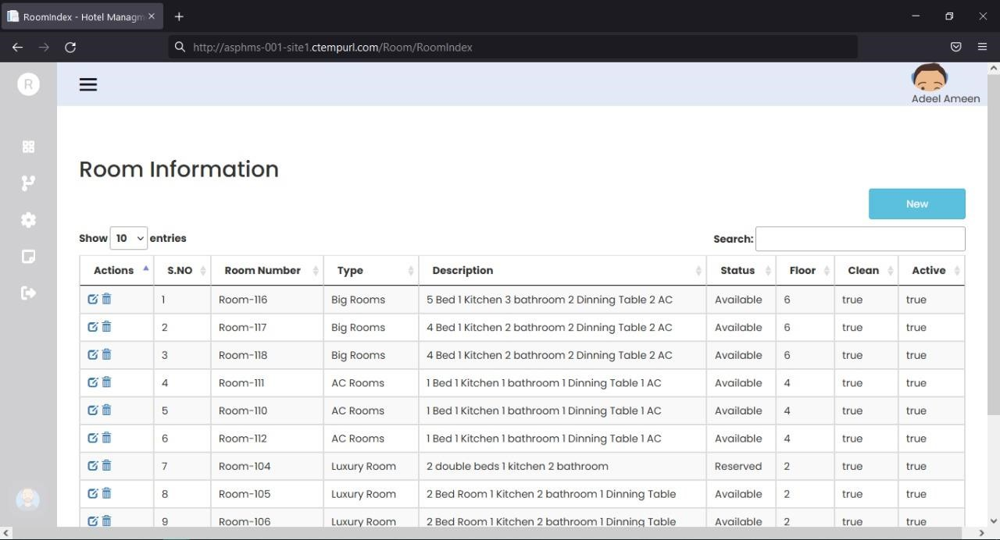 RoomIndex - Hotel Managm
http://asphms-001-site1.ctempurl.com/Room/RoomIndex
R
Adeel Ameen
Room Information
New
Show 10 entries
Search:
Actions S.NO Room Number Type Description Status Floor Clean Active
1 Room-116 Big Rooms 5 Bed 1 Kitchen 3 bathroom 2 Dinning Table 2 AC Available 6 true true
2 Room-117 Big Rooms 4 Bed 1 Kitchen 2 bathroom 2 Dinning Table 2 AC Available 6 true true
3 Room-118 Big Rooms 4 Bed 1 Kitchen 2 bathroom 2 Dinning Table 2 AC Available 6 true true
4 Room-111 AC Rooms 1 Bed 1 Kitchen 1 bathroom 1 Dinning Table 1 AC Available 4 true true
5 Room-110 AC Rooms 1 Bed 1 Kitchen 1 bathroom 1 Dinning Table 1 AC Available 4 true true
6 Room-112 AC Rooms 1 Bed 1 Kitchen 1 bathroom 1 Dinning Table 1 AC Available 4 true true
7 Room-104 Luxury Room 2 double beds 1 kitchen 2 bathroom Reserved 2 true true
8 Room-105 Luxury Room 2 Bed Room 1 Kitchen 2 bathroom 1 Dinning Table Available 2 true true
9 Room-106 Luxury Room 2 Bed Room 1 Kitchen 2 bathroom 1 Dinning Table Available 2 true true